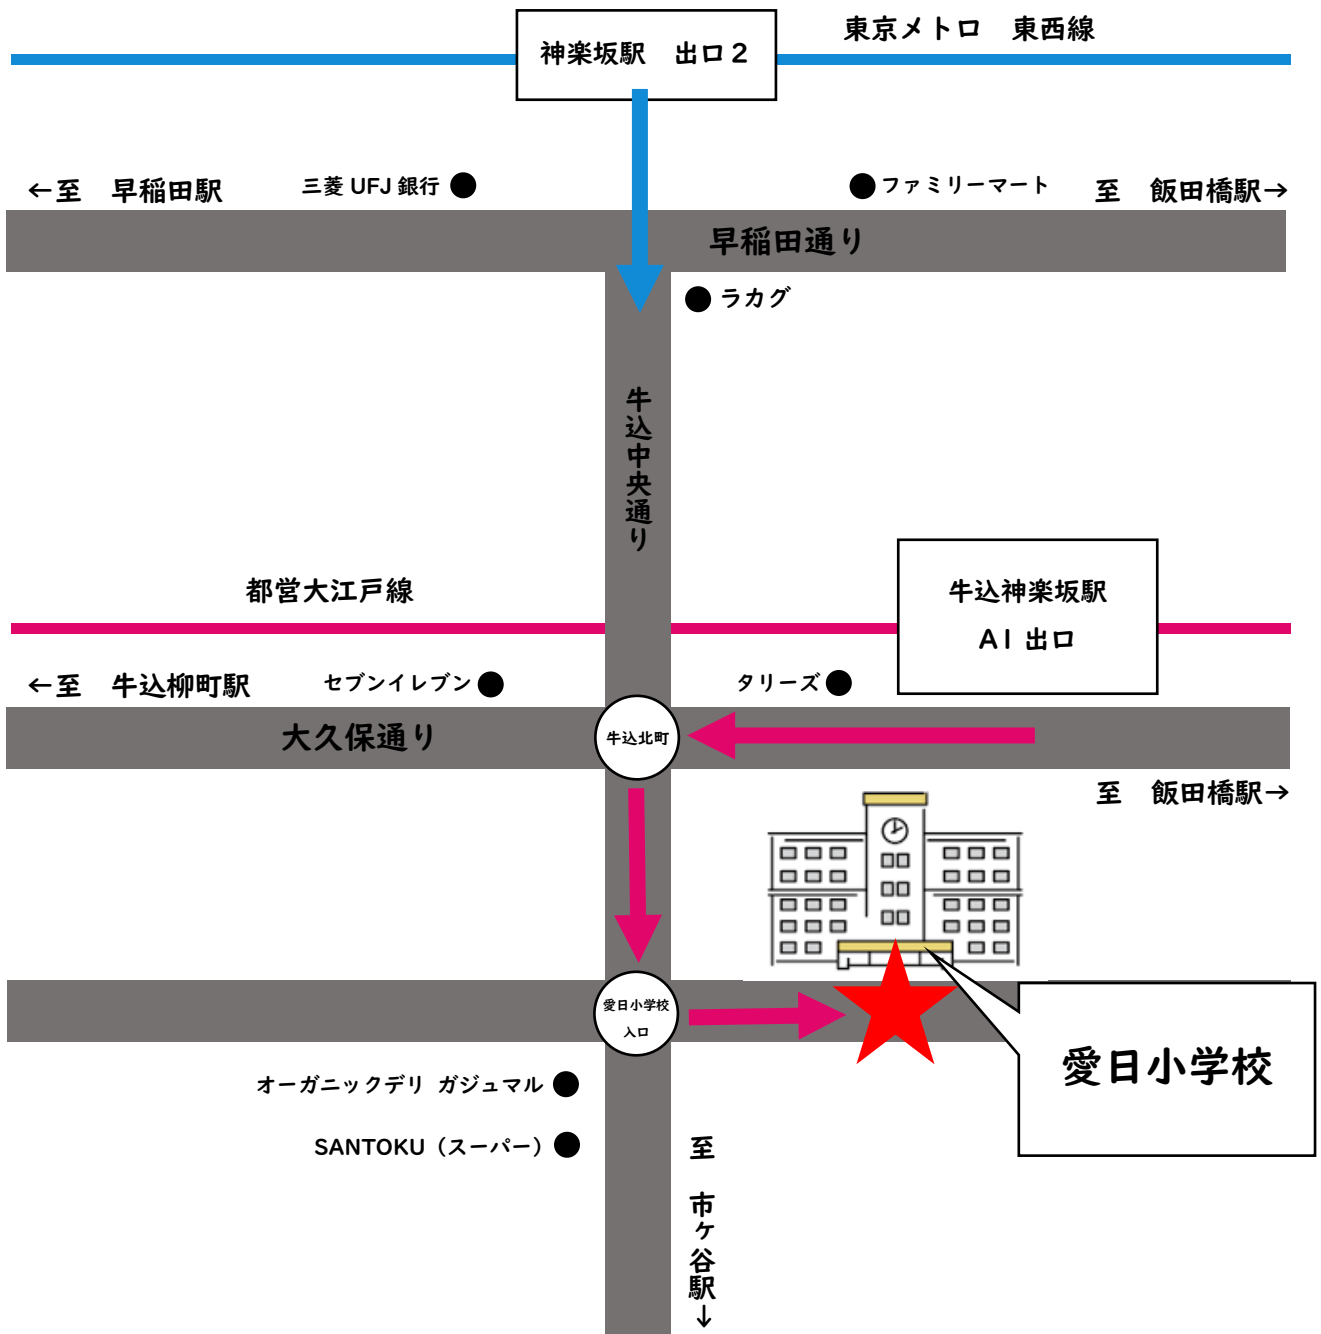 東京メトロ　東西線
神楽坂駅　出口２
←至　早稲田駅
三菱 UFJ 銀行
ファミリーマート
至　飯田橋駅→
早稲田通り
ラカグ
牛込中央通り
都営大江戸線
牛込神楽坂駅
A1 出口
←至　牛込柳町駅
セブンイレブン
タリーズ
大久保通り
牛込北町
至　飯田橋駅→
愛日小学校
入口
愛日小学校
オーガニックデリ ガジュマル
SANTOKU（スーパー）
至　市ヶ谷駅→